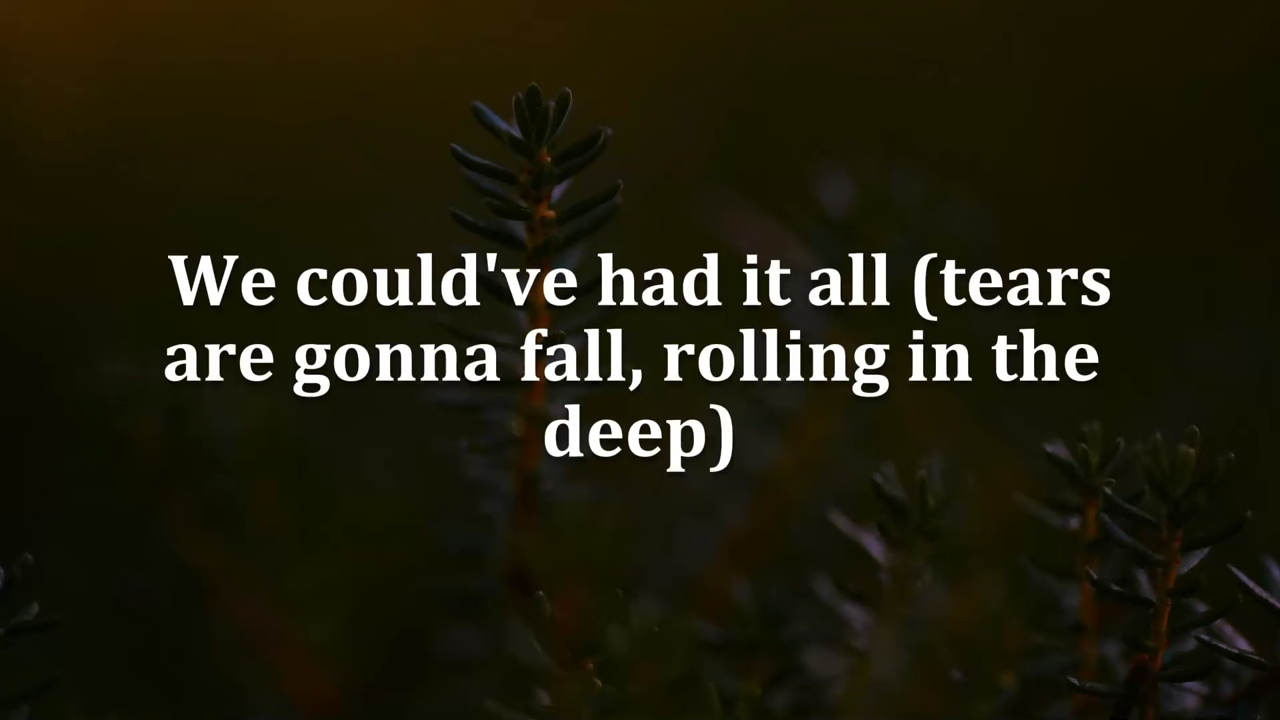 We could've had it all (tears
are gonna fall, rolling in the
deep)